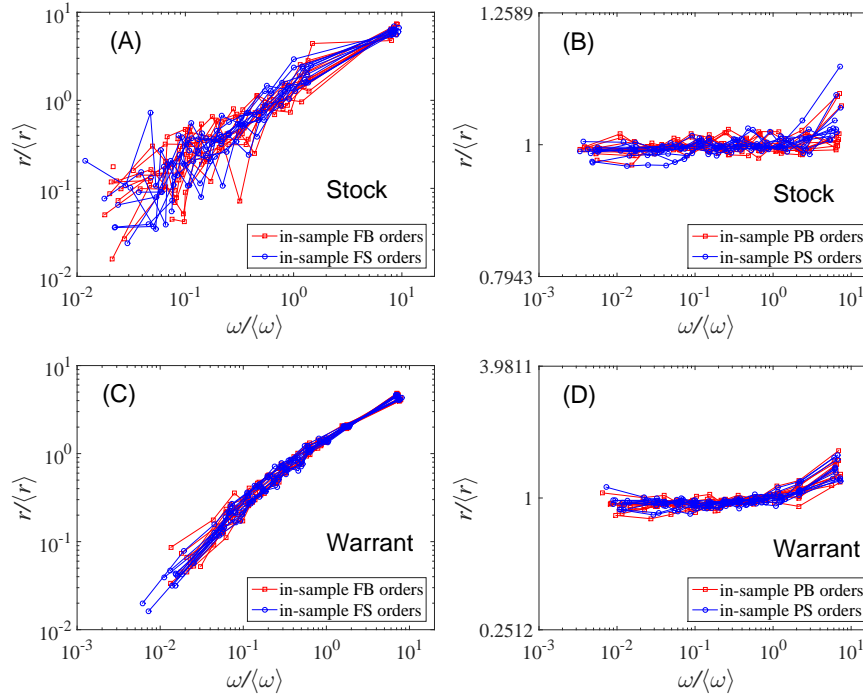 (A)
10^1
10^0
10^-1
10^-2
r/⟨r⟩
Stock
in-sample FB orders
in-sample FS orders
10^-2 10^-1 10^0 10^1
ω/⟨ω⟩
(B)
1.2589
1
0.7943
r/⟨r⟩
Stock
in-sample PB orders
in-sample PS orders
10^-3 10^-2 10^-1 10^0 10^1
ω/⟨ω⟩
(C)
10^1
10^0
10^-1
10^-2
r/⟨r⟩
Warrant
in-sample FB orders
in-sample FS orders
10^-3 10^-2 10^-1 10^0 10^1
ω/⟨ω⟩
(D)
3.9811
1
0.2512
r/⟨r⟩
Warrant
in-sample PB orders
in-sample PS orders
10^-3 10^-2 10^-1 10^0 10^1
ω/⟨ω⟩